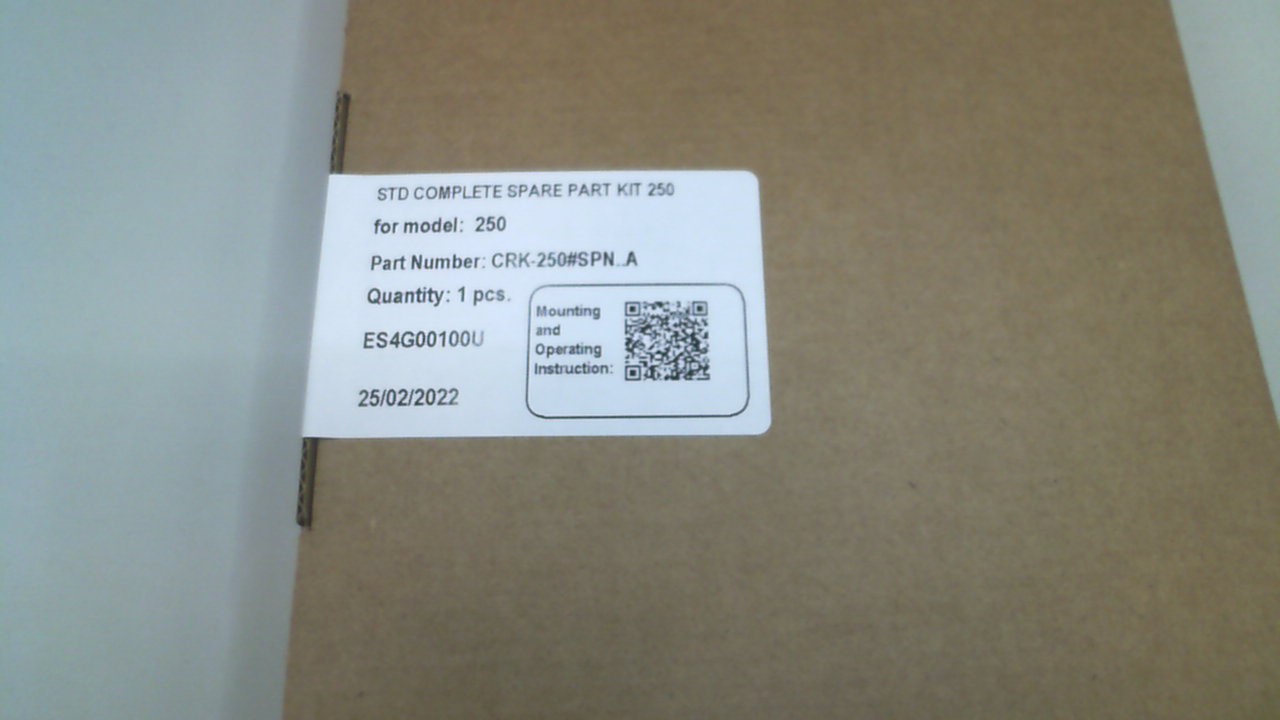 STD COMPLETE SPARE PART KIT 250
for model: 250
Part Number: CRK-250#SPN..A
Quantity: 1 pcs.
ES4G00100U
25/02/2022
Mounting
and
Operating
Instruction: